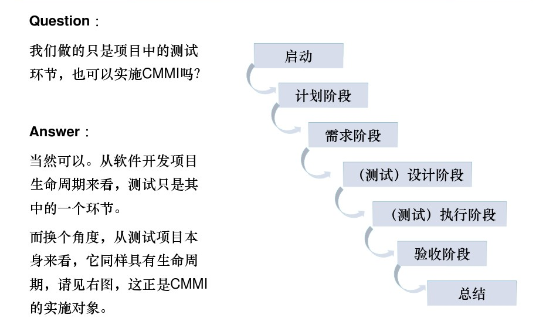 Question：
我们做的只是项目中的测试
环节，也可以实施CMMI吗?
Answer：
当然可以。从软件开发项目
生命周期来看，测试只是其
中的一个环节。
而换个角度，从测试项目本
身来看，它同样具有生命周
期，请见右图，这正是CMMI
的实施对象。
启动
计划阶段
需求阶段
（测试）设计阶段
（测试）执行阶段
验收阶段
总结